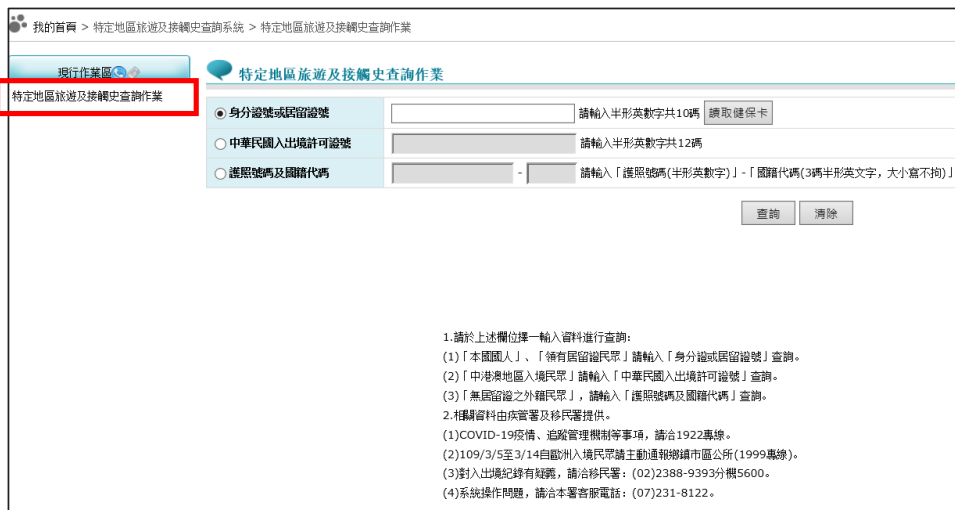 我的首頁 > 特定地區旅遊及接觸史查詢系統 > 特定地區旅遊及接觸史查詢作業
現行作業區
特定地區旅遊及接觸史查詢作業
特定地區旅遊及接觸史查詢作業
身分證號或居留證號 請輸入半形英數字共10碼 讀取健保卡
中華民國入出境許可證號 請輸入半形英數字共12碼
護照號碼及國籍代碼 - 請輸入「護照號碼(半形英數字)」-「國籍代碼(3碼半形英文字，大小寫不拘)」
查詢 清除
1.請於上述欄位擇一輸入資料進行查詢:
(1)「本國國人」、「領有居留證民眾」請輸入「身分證或居留證號」查詢。
(2)「中港澳地區入境民眾」請輸入「中華民國入出境許可證號」查詢。
(3)「無居留證之外籍民眾」，請輸入「護照號碼及國籍代碼」查詢。
2.相關資料由疾管署及移民署提供。
(1)COVID-19疫情、追蹤管理機制等事項，請洽1922專線。
(2)109/3/5至3/14自歐洲入境民眾請主動通報鄉鎮市區公所(1999專線)。
(3)對入出境紀錄有疑義，請洽移民署：(02)2388-9393分機5600。
(4)系統操作問題，請洽本署客服電話：(07)231-8122。